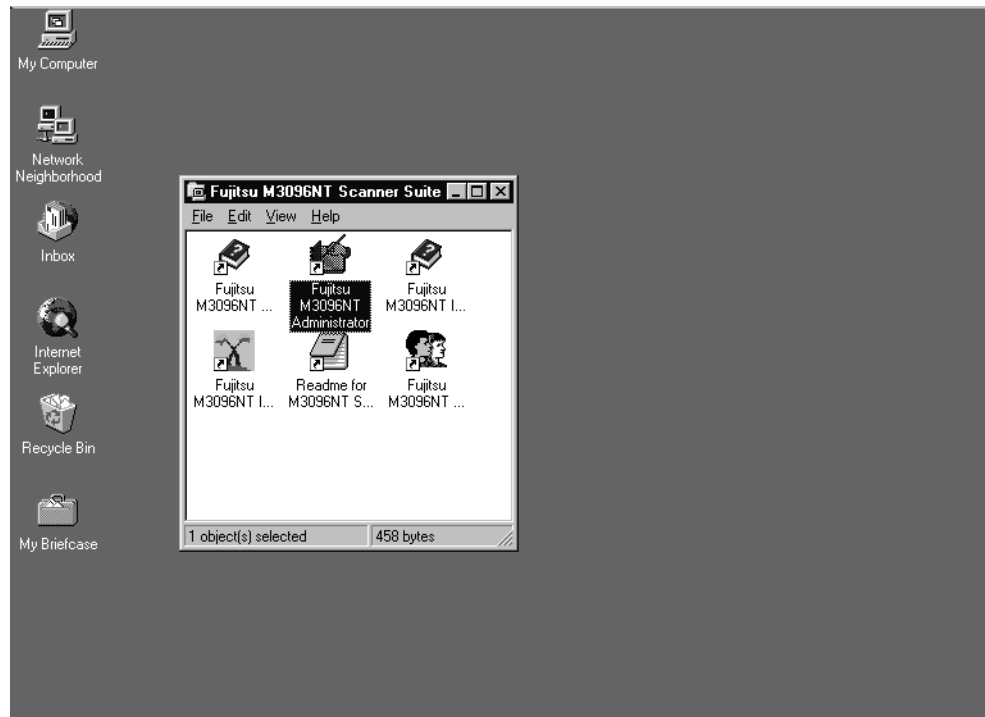 My Computer
Network
Neighborhood
Inbox
Internet
Explorer
Recycle Bin
My Briefcase
Fujitsu M3096NT Scanner Suite
File Edit View Help
Fujitsu
M3096NT ...
Fujitsu
M3096NT
Administrator
Fujitsu
M3096NT I...
Fujitsu
M3096NT I...
Readme for
M3096NT S...
Fujitsu
M3096NT ...
1 object(s) selected
458 bytes